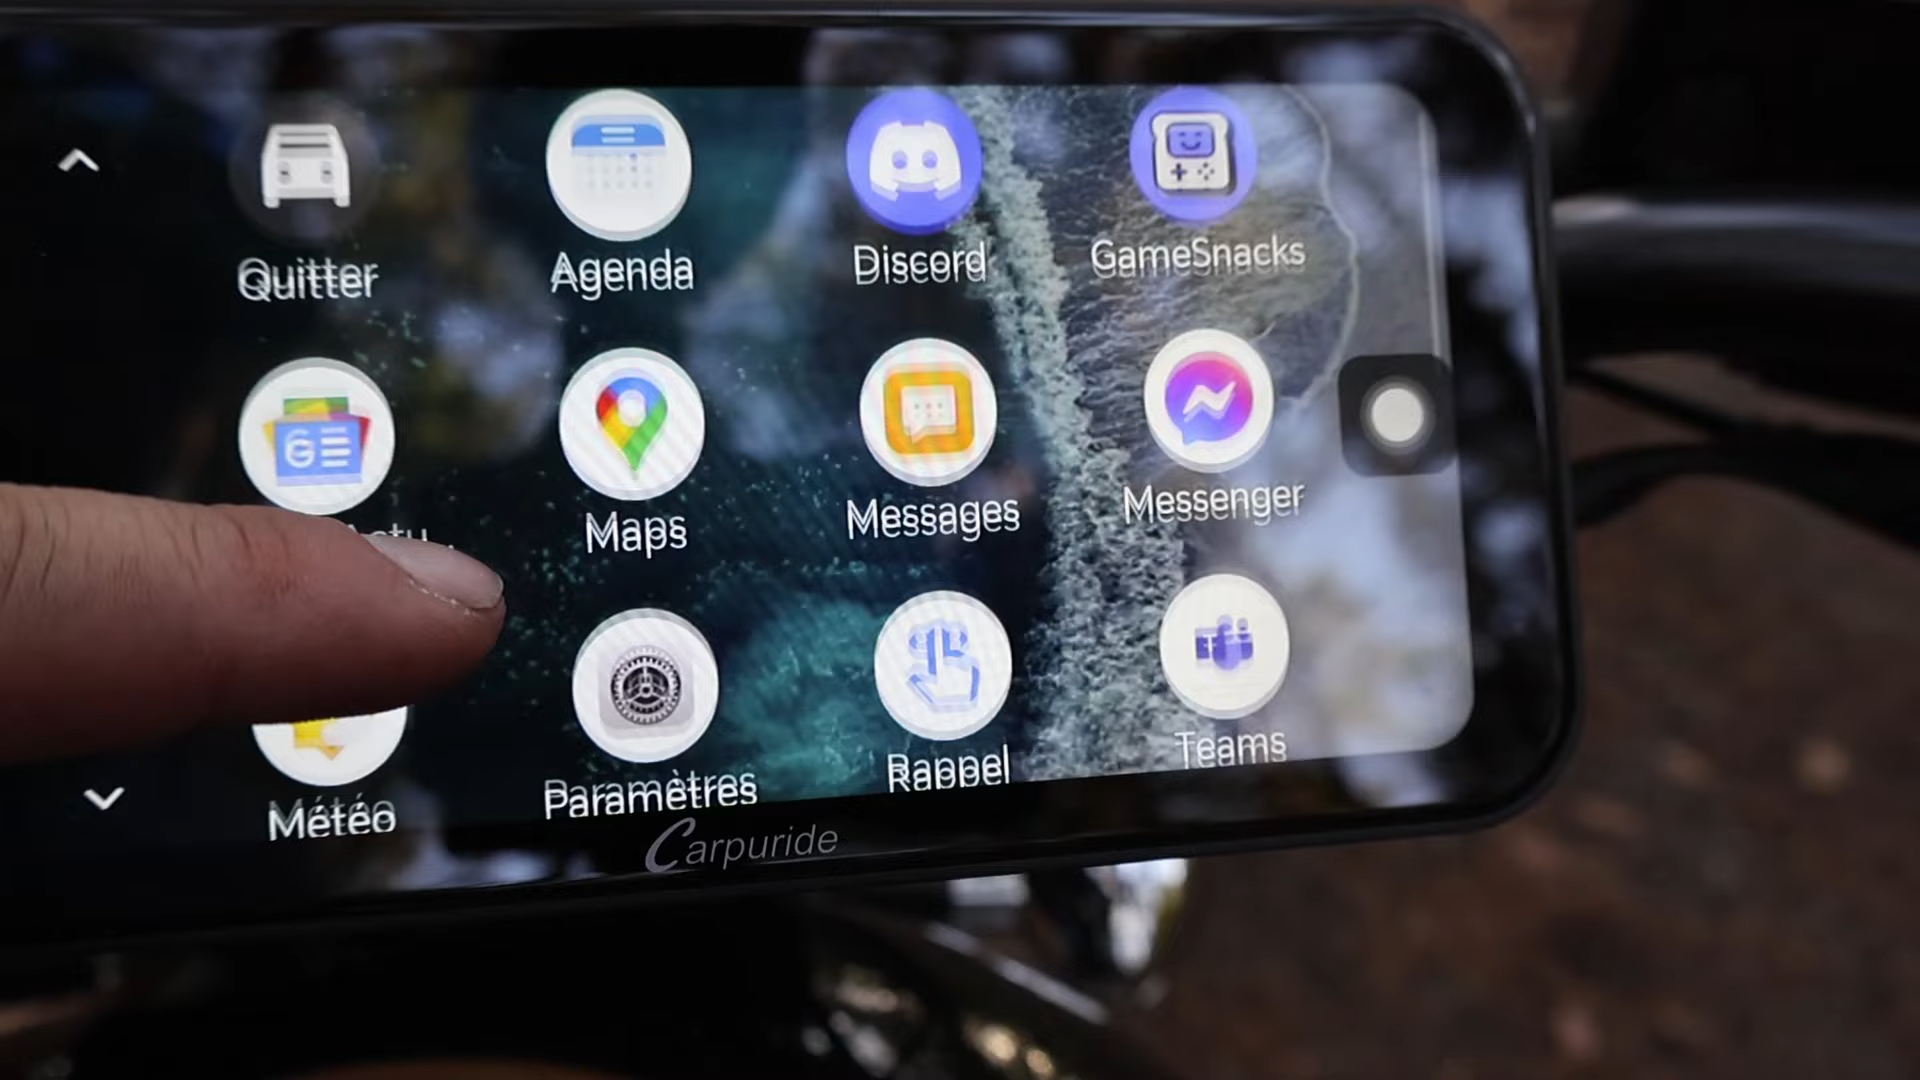 Quitter
Agenda
Discord
GameSnacks
Maps
Messages
Messenger
Météo
Paramètres
Rappel
Teams
Carpuride